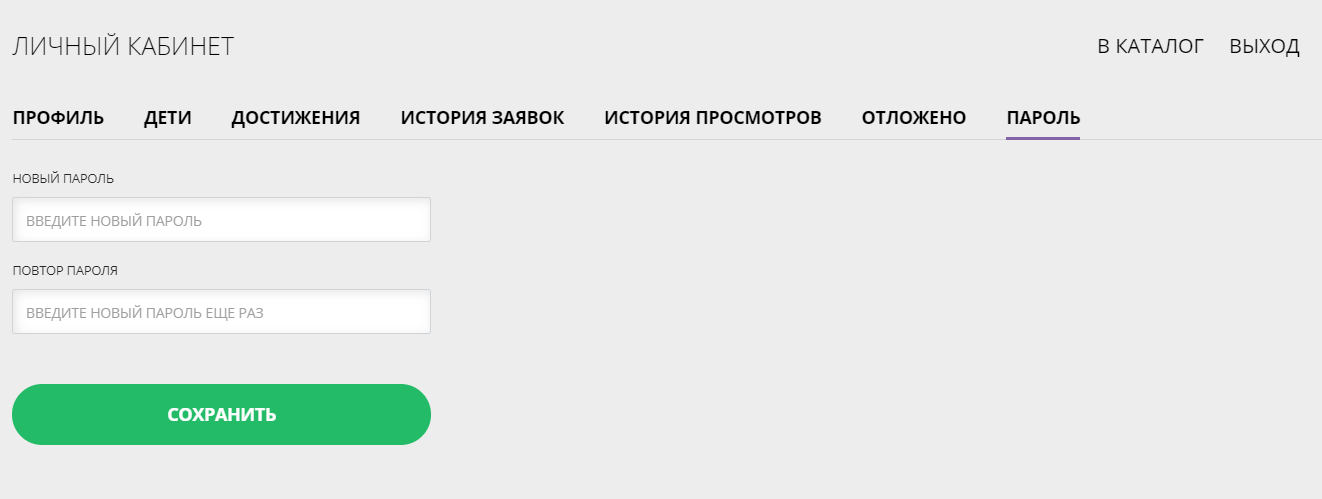 ЛИЧНЫЙ КАБИНЕТ
В КАТАЛОГ ВЫХОД
ПРОФИЛЬ ДЕТИ ДОСТИЖЕНИЯ ИСТОРИЯ ЗАЯВОК ИСТОРИЯ ПРОСМОТРОВ ОТЛОЖЕНО ПАРОЛЬ
НОВЫЙ ПАРОЛЬ
ВВЕДИТЕ НОВЫЙ ПАРОЛЬ
ПОВТОР ПАРОЛЯ
ВВЕДИТЕ НОВЫЙ ПАРОЛЬ ЕЩЕ РАЗ
СОХРАНИТЬ